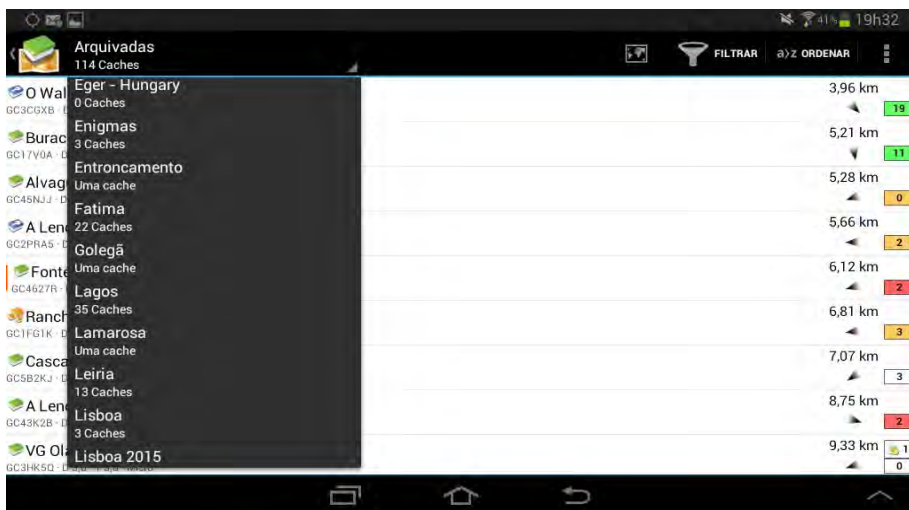 41% 19h32
Arquivadas
114 Caches
FILTRAR
a)z ORDENAR
Eger - Hungary
0 Caches
Enigmas
3 Caches
Entroncamento
Uma cache
Fatima
22 Caches
Golegã
Uma cache
Lagos
35 Caches
Lamarosa
Uma cache
Leiria
13 Caches
Lisboa
3 Caches
Lisboa 2015
O Wal
GC3CGXB
3,96 km
19
Burac
GC17V0A · D
5,21 km
11
Alvag
GC45NJJ · D
5,28 km
0
A Len
GC2PRA5 · D
5,66 km
2
Fonte
GC4627R
6,12 km
2
Ranch
GC1FG1K · D
6,81 km
3
Casca
GC5B2KJ · D
7,07 km
3
A Len
GC43K2B · D
8,75 km
2
VG Ola
GC3HK5Q
9,33 km
1
0